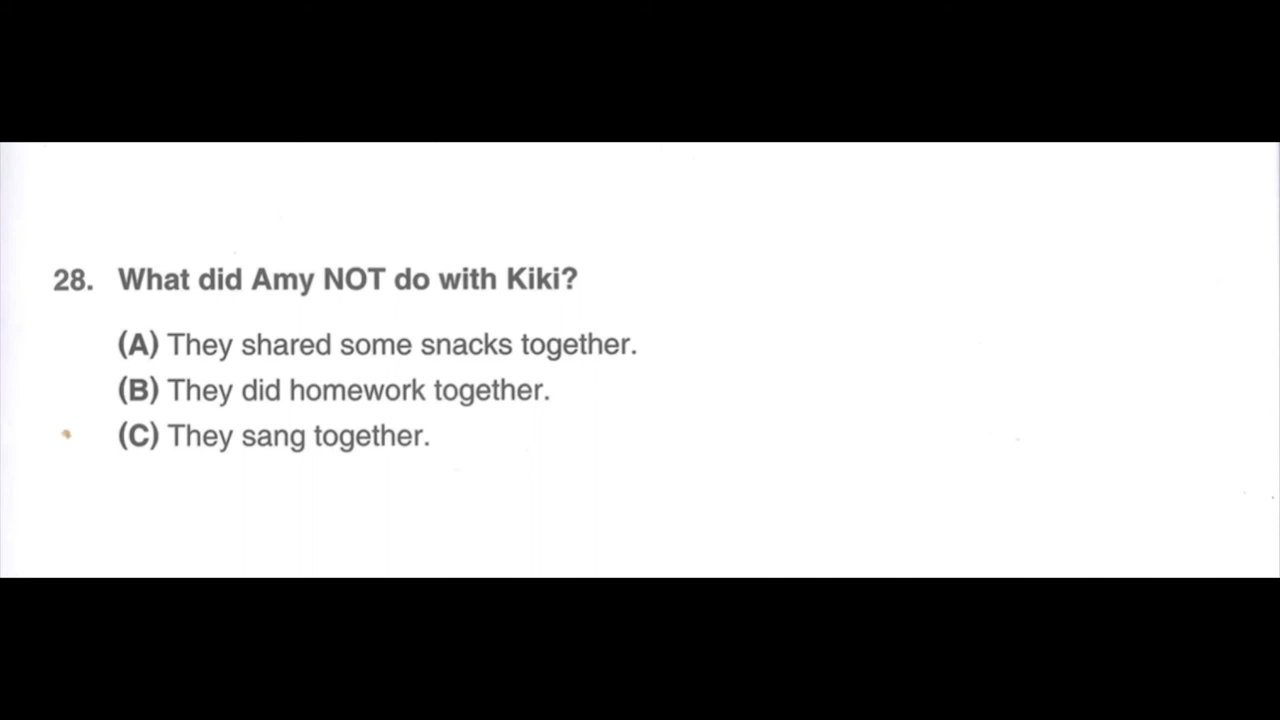 28. What did Amy NOT do with Kiki?
(A) They shared some snacks together.
(B) They did homework together.
(C) They sang together.